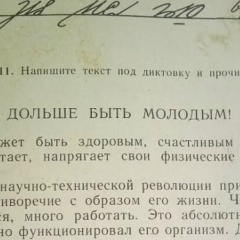 11. Напишите текст под диктовку и прочи
ДОЛЬШЕ БЫТЬ МОЛОДЫМ!
жет быть здоровым, счастливым
тает, напрягает свои физические
научно-технической революции при
иворечие с образом его жизни. Ч
ся, много работать. Это абсолютн
но функционировал его организм. Д